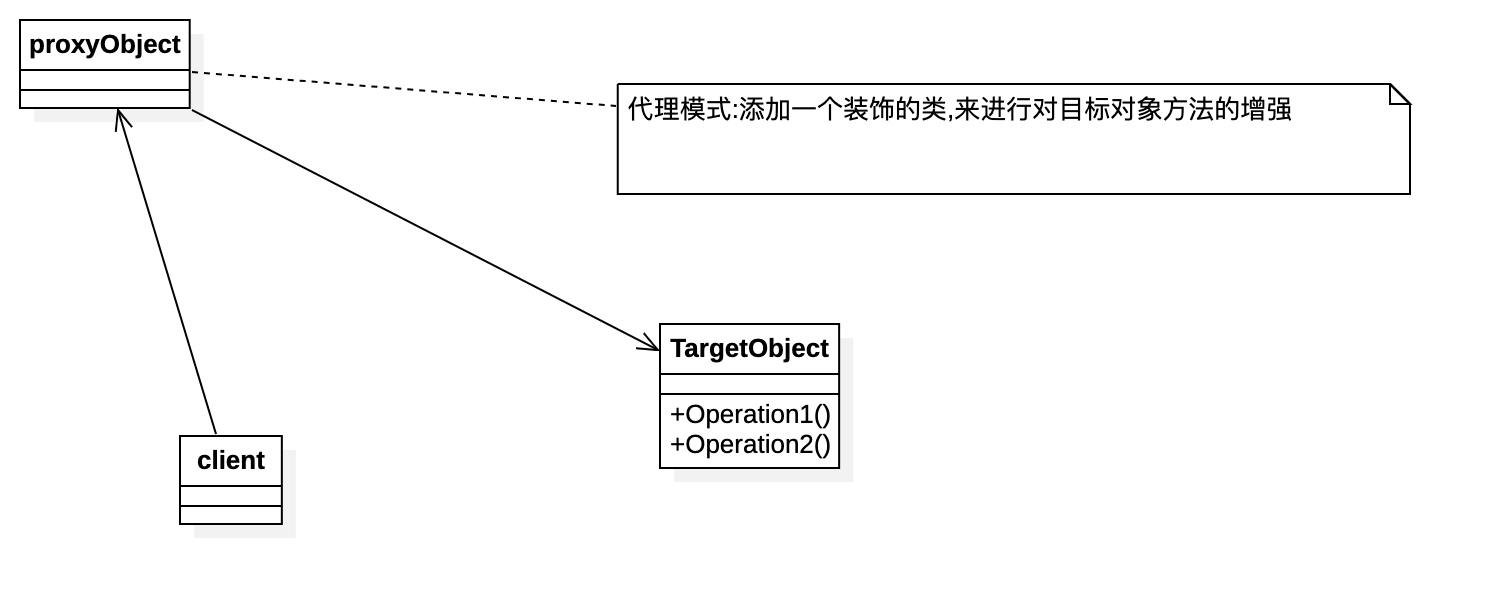 proxyObject
代理模式:添加一个装饰的类,来进行对目标对象方法的增强
TargetObject
+Operation1()
+Operation2()
client